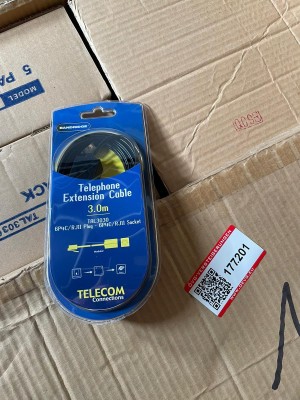 MODEL
5 PA
TAL303
ACK
BANDRIDGE
Telephone
Extension Cable
3.0m
TAL3030
6P4C/RJ11 Plug - 6P4C/RJ11 Socket
TELECOM
Connections
177201